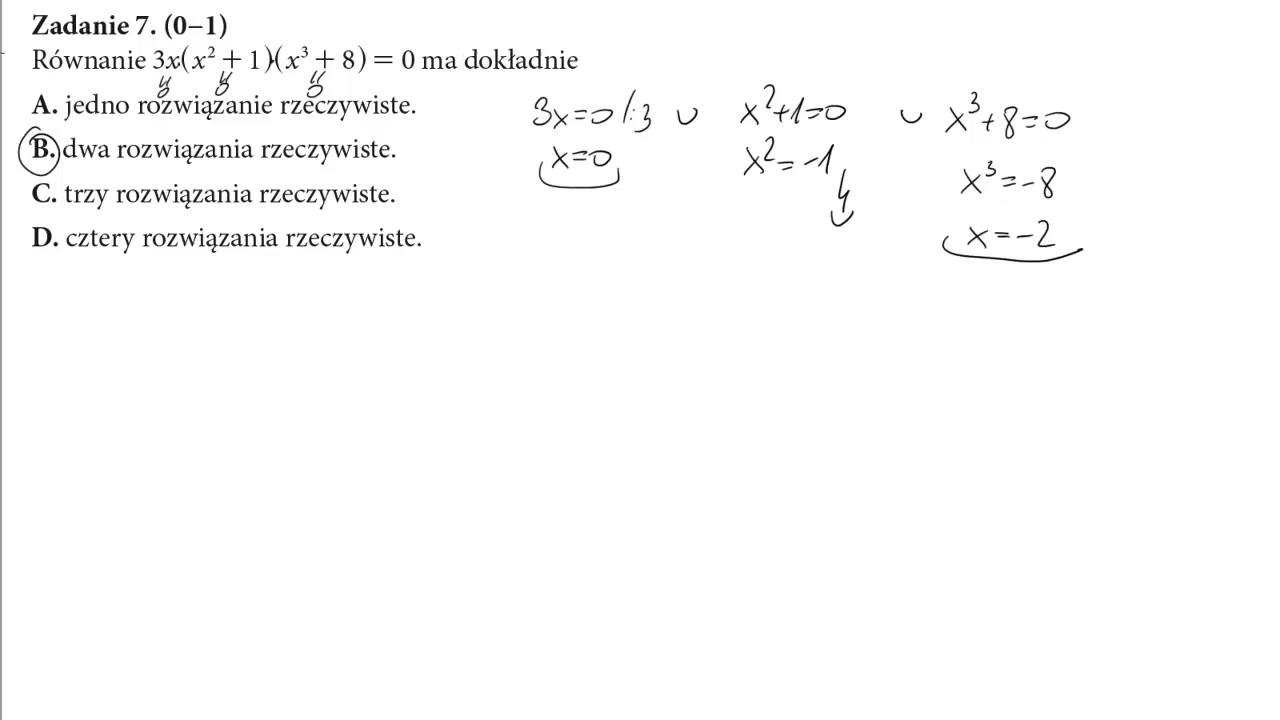 Zadanie 7. (0–1)
Równanie 3x(x² + 1)(x³ + 8) = 0 ma dokładnie
A. jedno rozwiązanie rzeczywiste.
B. dwa rozwiązania rzeczywiste.
C. trzy rozwiązania rzeczywiste.
D. cztery rozwiązania rzeczywiste.
3x=0 /:3 ∪ x²+1=0 ∪ x³+8=0
x=0 x²=-1 x³=-8
x=-2